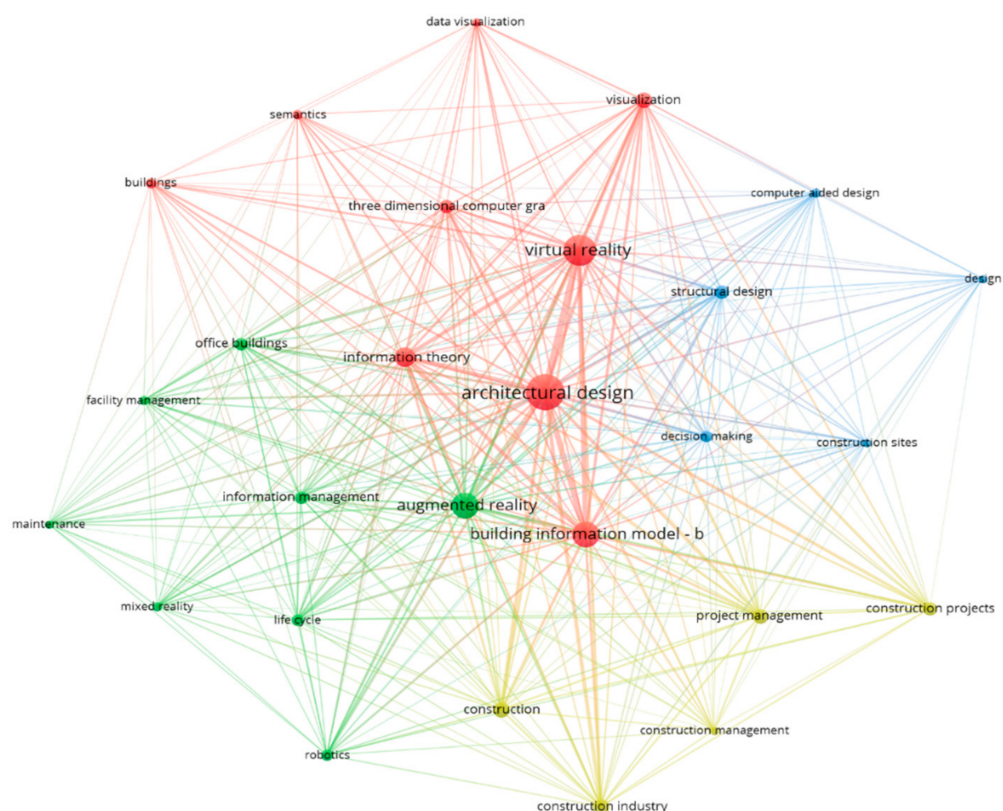 data visualization
visualization
semantics
buildings
computer aided design
three dimensional computer gra
virtual reality
design
structural design
office buildings
information theory
architectural design
facility management
decision making
construction sites
information management
augmented reality
maintenance
building information model - b
mixed reality
construction projects
project management
life cycle
construction
construction management
robotics
construction industry